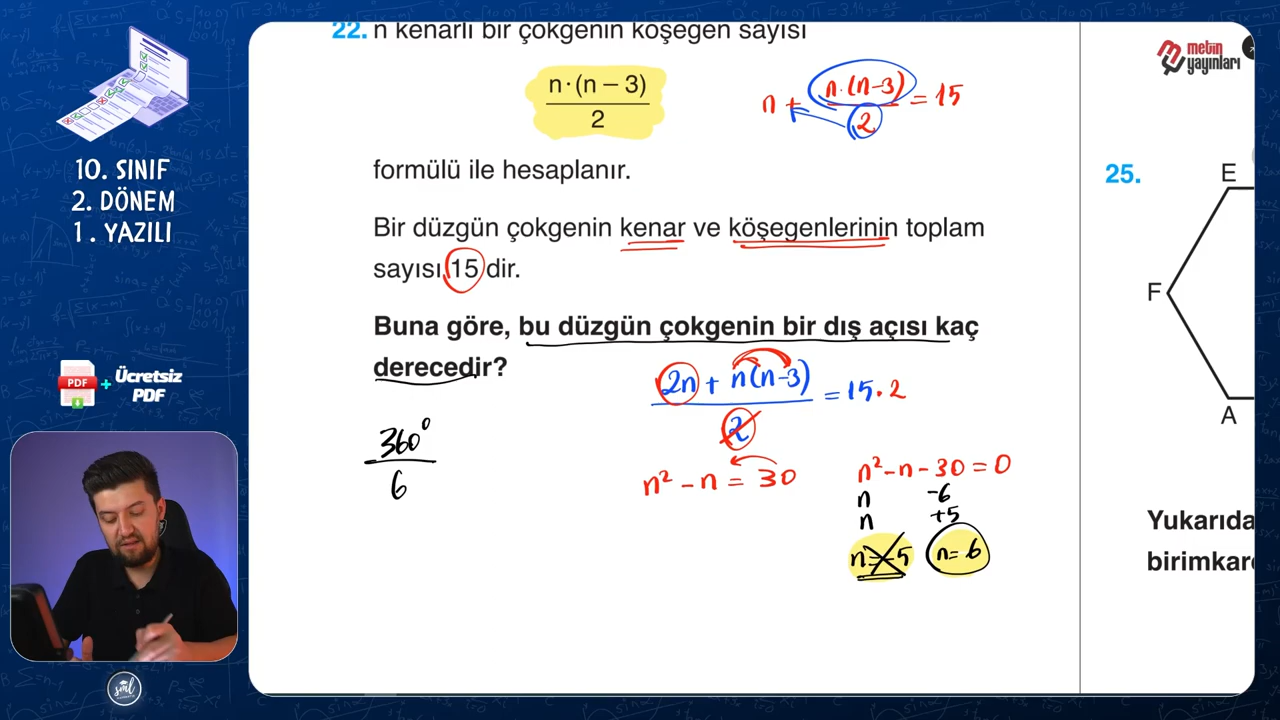 10. SINIF
2. DÖNEM
1. YAZILI
PDF
+ Ücretsiz
PDF
sml
22. n kenarlı bir çokgenin köşegen sayısı
n·(n – 3)
2
n + n·(n-3) = 15
2
formülü ile hesaplanır.
Bir düzgün çokgenin kenar ve köşegenlerinin toplam
sayısı 15 dir.
Buna göre, bu düzgün çokgenin bir dış açısı kaç
derecedir?
2n + n(n-3) = 15·2
2
360°
6
n² - n = 30
n² - n - 30 = 0
n -6
n +5
n = -5 n = 6
metin
yayınları
25.
E
F
A
Yukarıda
birimkar